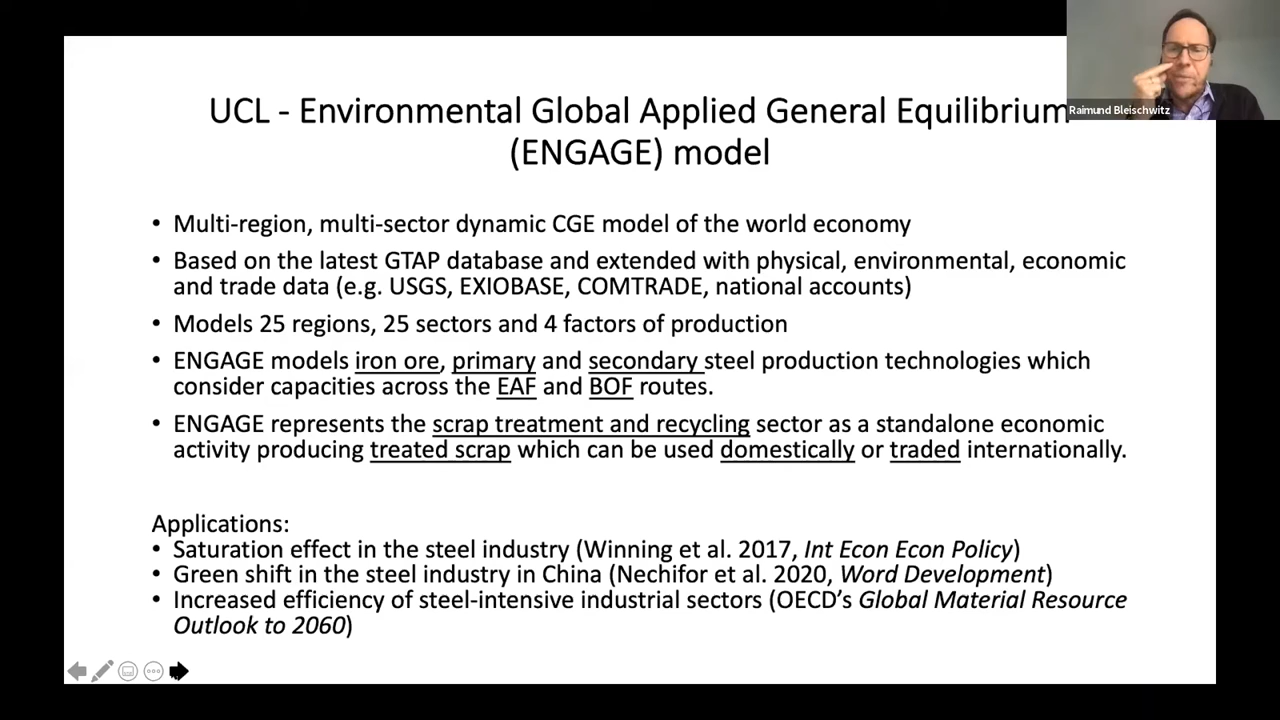 UCL - Environmental Global Applied General Equilibrium
(ENGAGE) model
Raimund Bleischwitz
• Multi-region, multi-sector dynamic CGE model of the world economy
• Based on the latest GTAP database and extended with physical, environmental, economic
and trade data (e.g. USGS, EXIOBASE, COMTRADE, national accounts)
• Models 25 regions, 25 sectors and 4 factors of production
• ENGAGE models iron ore, primary and secondary steel production technologies which
consider capacities across the EAF and BOF routes.
• ENGAGE represents the scrap treatment and recycling sector as a standalone economic
activity producing treated scrap which can be used domestically or traded internationally.
Applications:
• Saturation effect in the steel industry (Winning et al. 2017, Int Econ Econ Policy)
• Green shift in the steel industry in China (Nechifor et al. 2020, Word Development)
• Increased efficiency of steel-intensive industrial sectors (OECD’s Global Material Resource
Outlook to 2060)